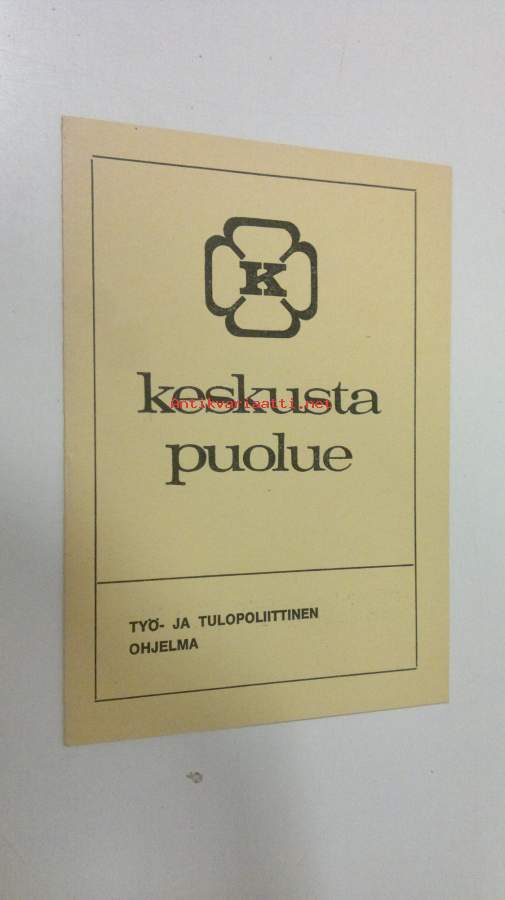 K
keskusta
Antikvariaatti.net
puolue
TYÖ- JA TULOPOLIITTINEN
OHJELMA